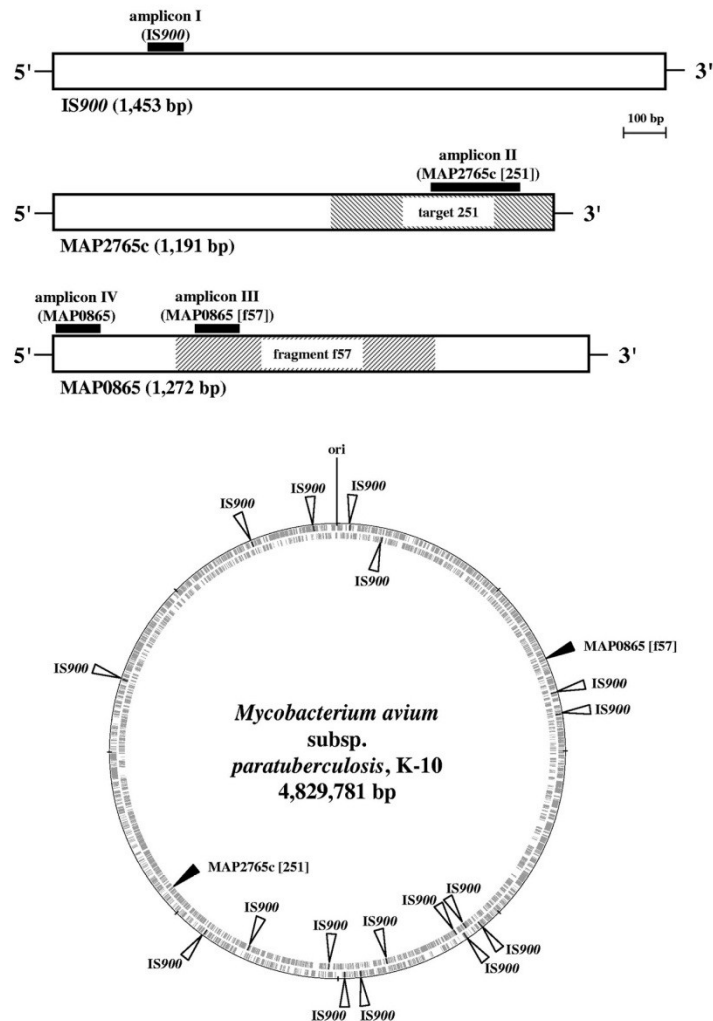 amplicon I
(IS900)
5' 3'
IS900 (1,453 bp)
100 bp
amplicon II
(MAP2765c [251])
5' target 251 3'
MAP2765c (1,191 bp)
amplicon IV amplicon III
(MAP0865) (MAP0865 [f57])
5' fragment f57 3'
MAP0865 (1,272 bp)
ori
IS900 IS900
IS900
IS900
MAP0865 [f57]
IS900
IS900
IS900
Mycobacterium avium
subsp.
paratuberculosis, K-10
4,829,781 bp
MAP2765c [251]
IS900
IS900
IS900
IS900
IS900
IS900
IS900
IS900
IS900 IS900